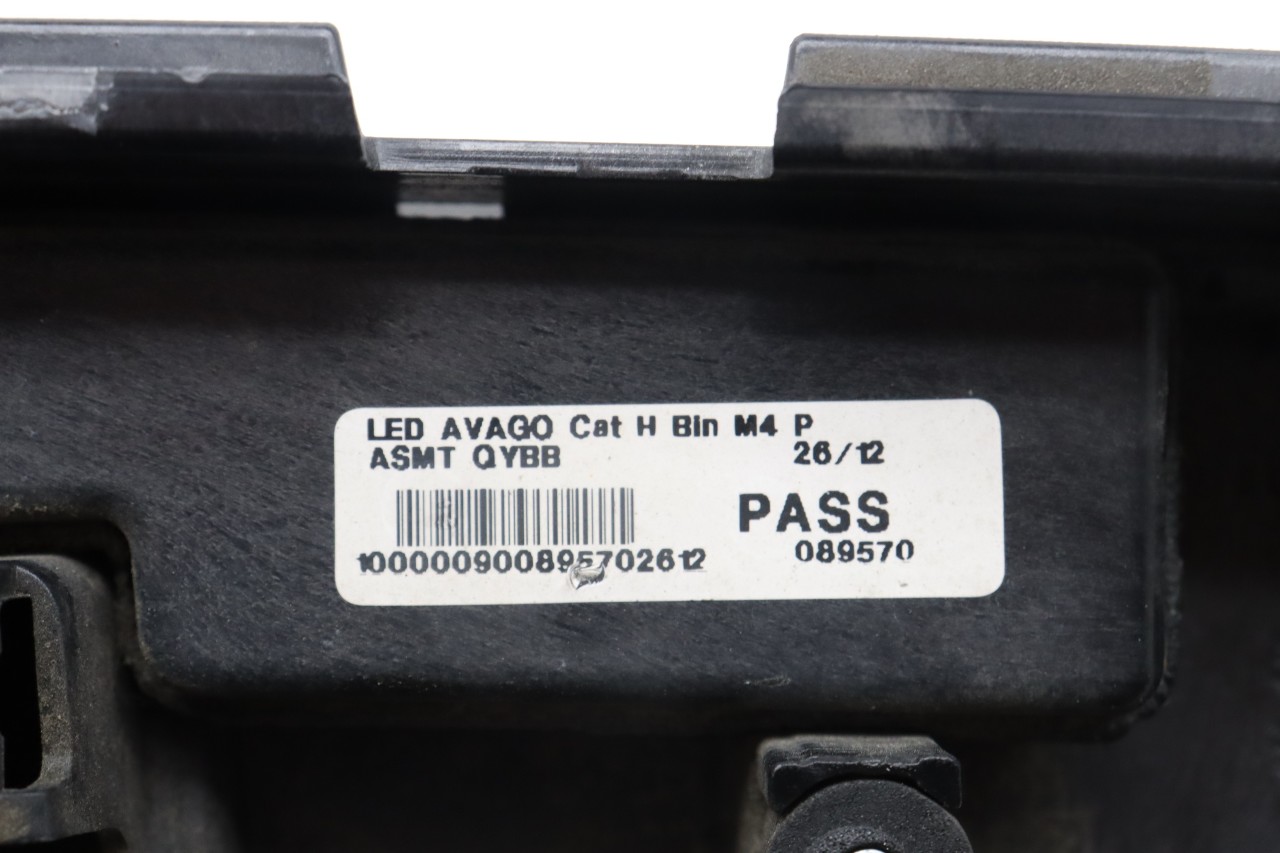 LED AVAGO Cat H Bin M4 P
ASMT QYBB 26/12
PASS
089570
100000900895702612